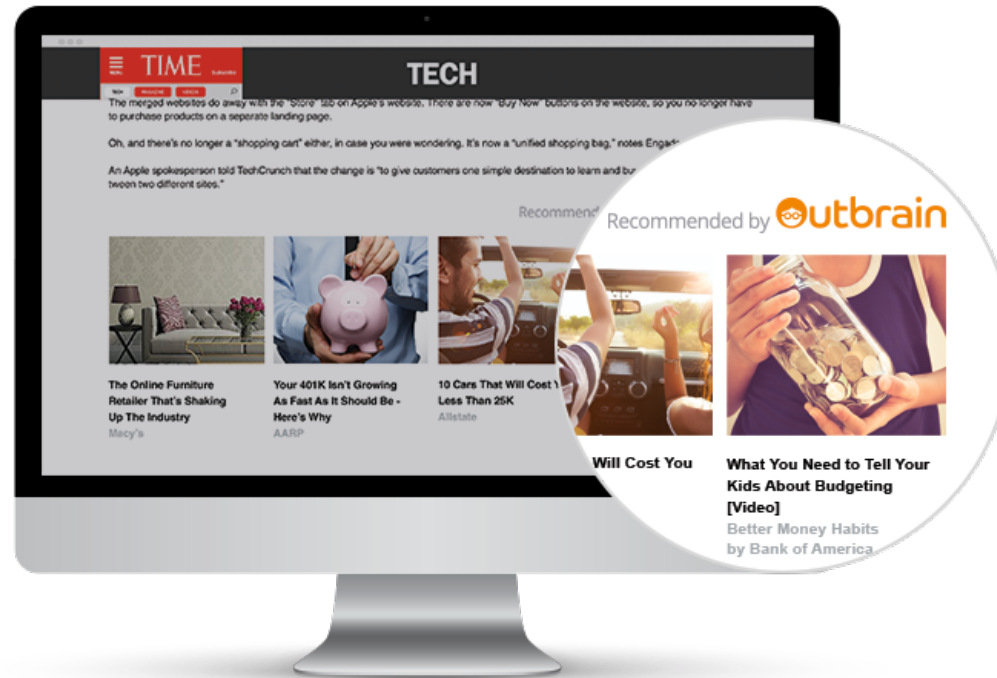 MENU
TIME
Subscribe
TECH
MAGAZINE
VIDEOS
TECH
The merged websites do away with the "Store" tab on Apple's website. There are now "Buy Now" buttons on the website, so you no longer have
to purchase products on a separate landing page.
Oh, and there's no longer a "shopping cart" either, in case you were wondering. It's now a "unified shopping bag," notes
An Apple spokesperson told TechCrunch that the change is "to give customers one simple destination to learn and
tween two different sites."
Recommended by Outbrain
The Online Furniture
Retailer That's Shaking
Up The Industry
Macy's
Your 401K Isn't Growing
As Fast As It Should Be -
Here's Why
AARP
10 Cars That Will Cost
Less Than 25K
Allstate
Will Cost You
What You Need to Tell Your
Kids About Budgeting
[Video]
Better Money Habits
by Bank of America